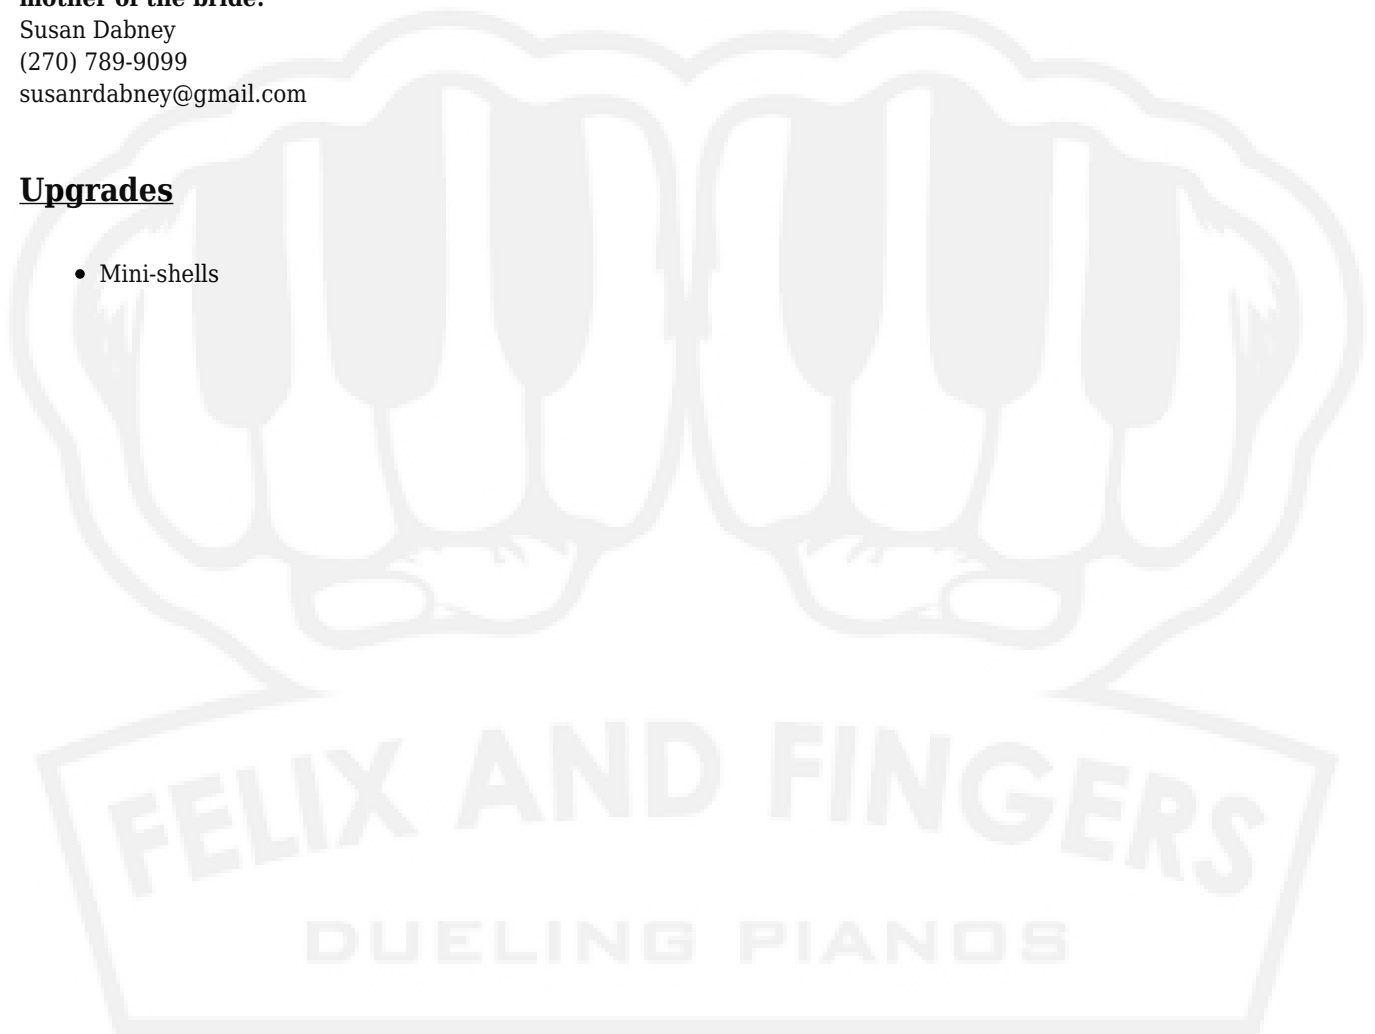 mother of the bride:
Susan Dabney
(270) 789-9099
susanrdabney@gmail.com
Upgrades
Mini-shells
FELIX AND FINGERS
DUELING PIANOS